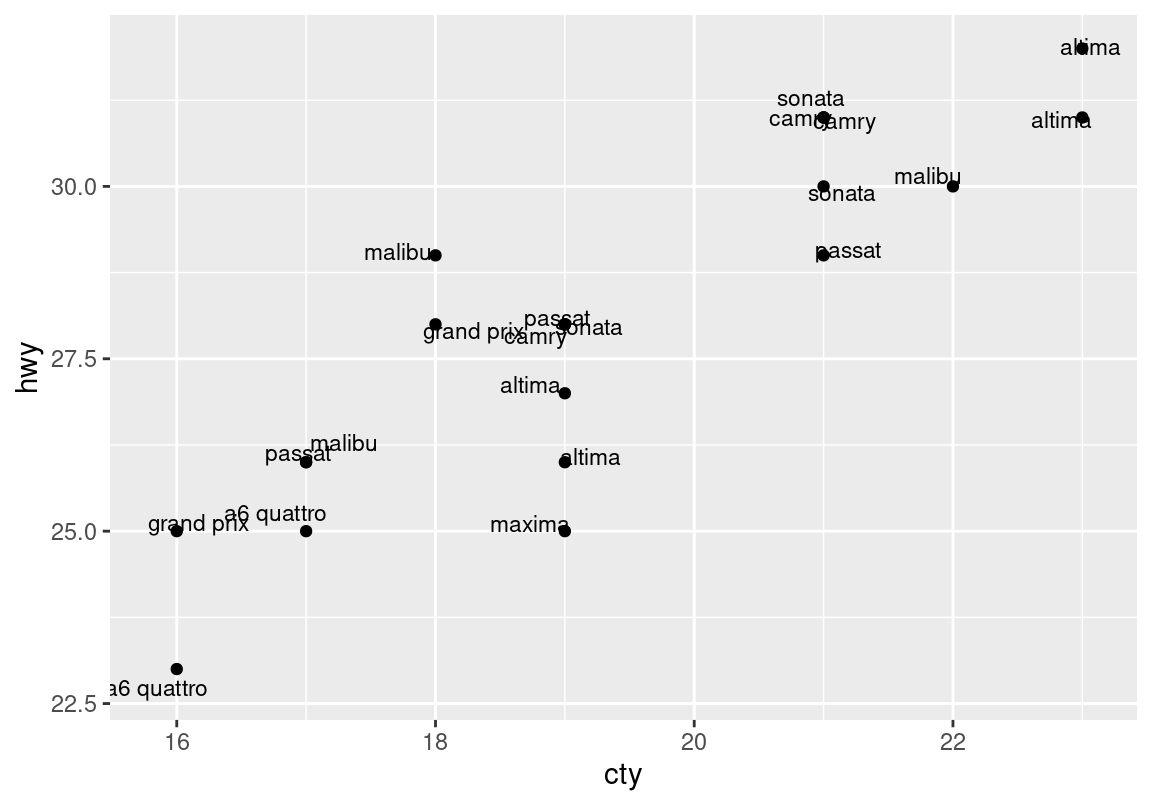 altima
sonata
camry
camry
altima
30.0
malibu
sonata
malibu
passat
passat
sonata
grand prix
camry
27.5
hwy
altima
malibu
passat
altima
a6 quattro
grand prix
maxima
25.0
a6 quattro
22.5
16
18
20
22
cty